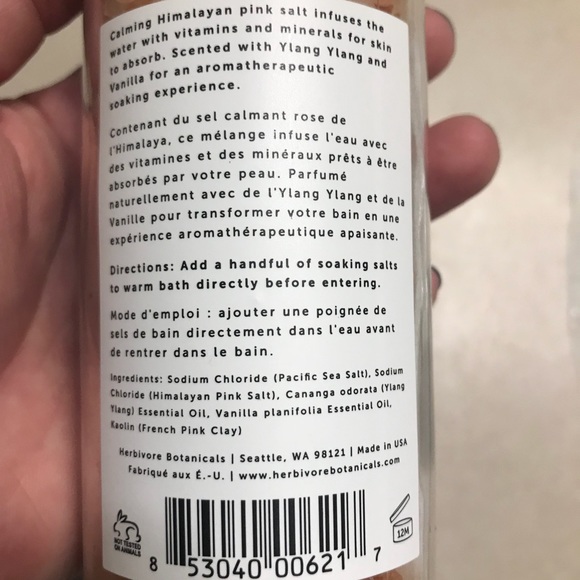 Calming Himalayan pink salt infuses the
water with vitamins and minerals for skin
to absorb. Scented with Ylang Ylang and
Vanilla for an aromatherapeutic
soaking experience.
Contenant du sel calmant rose de
l'Himalaya, ce mélange infuse l'eau avec
des vitamines et des minéraux prêts à être
absorbés par votre peau. Parfumé
naturellement avec de l'Ylang Ylang et de la
Vanille pour transformer votre bain en une
expérience aromathérapeutique apaisante.
Directions: Add a handful of soaking salts
to warm bath directly before entering.
Mode d'emploi : ajouter une poignée de
sels de bain directement dans l'eau avant
de rentrer dans le bain.
Ingredients: Sodium Chloride (Pacific Sea Salt), Sodium
Chloride (Himalayan Pink Salt), Cananga odorata (Ylang
Ylang) Essential Oil, Vanilla planifolia Essential Oil,
Kaolin (French Pink Clay)
Herbivore Botanicals | Seattle, WA 98121 | Made in USA
Fabriqué aux É.-U. | www.herbivorebotanicals.com
NOT TESTED
ON ANIMALS
12M
8 53040 00621 7